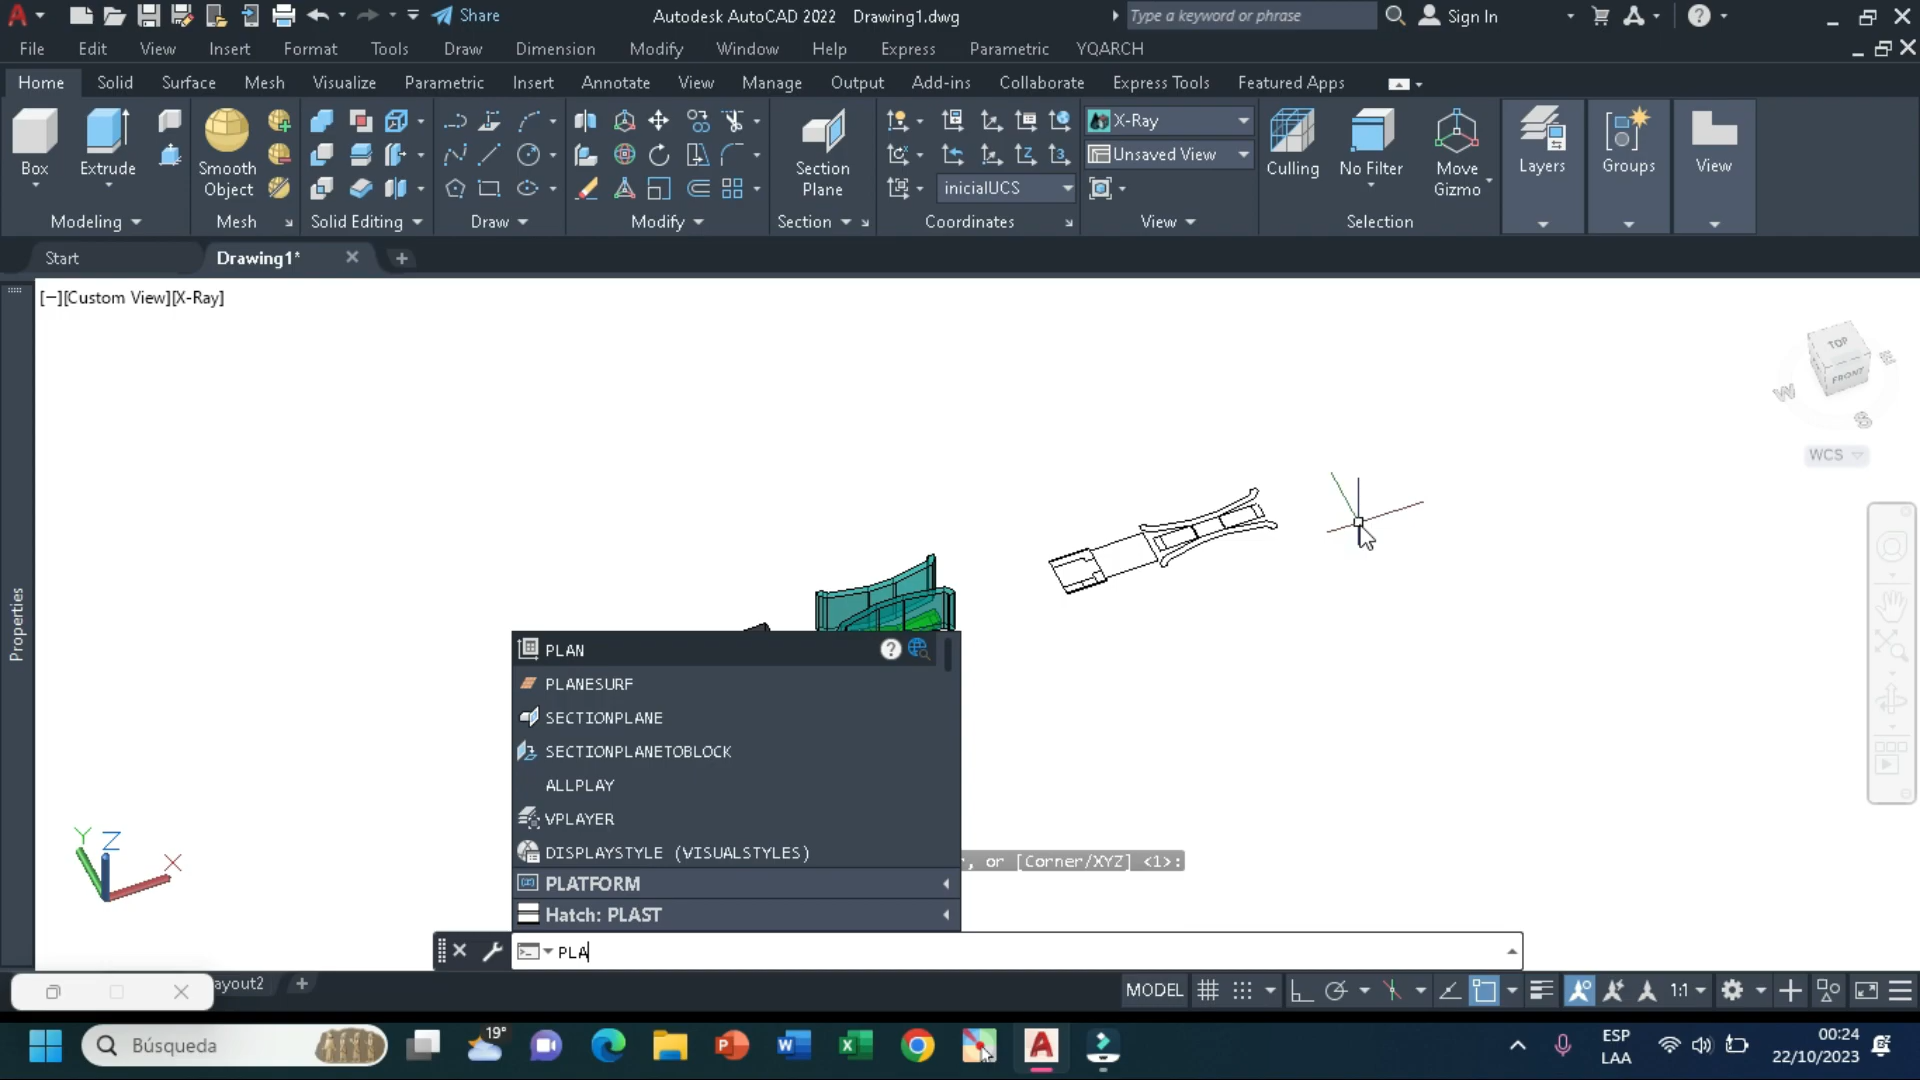 Share
Autodesk AutoCAD 2022 Drawing1.dwg
Type a keyword or phrase
Sign In
File Edit View Insert Format Tools Draw Dimension Modify Window Help Express Parametric YQARCH
Home Solid Surface Mesh Visualize Parametric Insert Annotate View Manage Output Add-ins Collaborate Express Tools Featured Apps
Box
Extrude
Smooth
Object
Section
Plane
X-Ray
Unsaved View
inicialUCS
Culling
No Filter
Move
Gizmo
Layers
Groups
View
Modeling Mesh Solid Editing Draw Modify Section Coordinates View Selection
Start
Drawing1*
[−][Custom View][X-Ray]
TOP
FRONT
W
E
S
WCS
Properties
PLAN
PLANESURF
SECTIONPLANE
SECTIONPLANETOBLOCK
ALLPLAY
VPLAYER
DISPLAYSTYLE (VISUALSTYLES)
PLATFORM
Hatch: PLAST
, or [Corner/XYZ] <1>:
Y
Z
X
PLA
ayout2
MODEL
1:1
19°
Búsqueda
ESP
LAA
00:24
22/10/2023